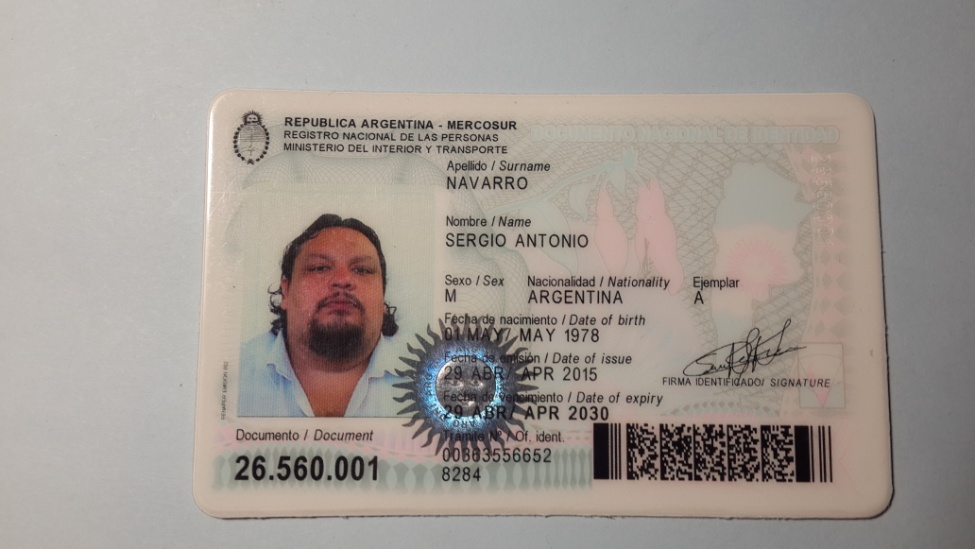 REPUBLICA ARGENTINA - MERCOSUR
REGISTRO NACIONAL DE LAS PERSONAS
MINISTERIO DEL INTERIOR Y TRANSPORTE
DOCUMENTO NACIONAL DE IDENTIDAD
Apellido / Surname
NAVARRO
Nombre / Name
SERGIO ANTONIO
Sexo / Sex Nacionalidad / Nationality Ejemplar
M ARGENTINA A
Fecha de nacimiento / Date of birth
01 MAY/ MAY 1978
Fecha de emisión / Date of issue
29 ABR/ APR 2015
FIRMA IDENTIFICADO/ SIGNATURE
Fecha de vencimiento / Date of expiry
29 ABR/ APR 2030
Documento / Document
26.560.001
Trámite Nº / Of. ident.
00363556652
8284